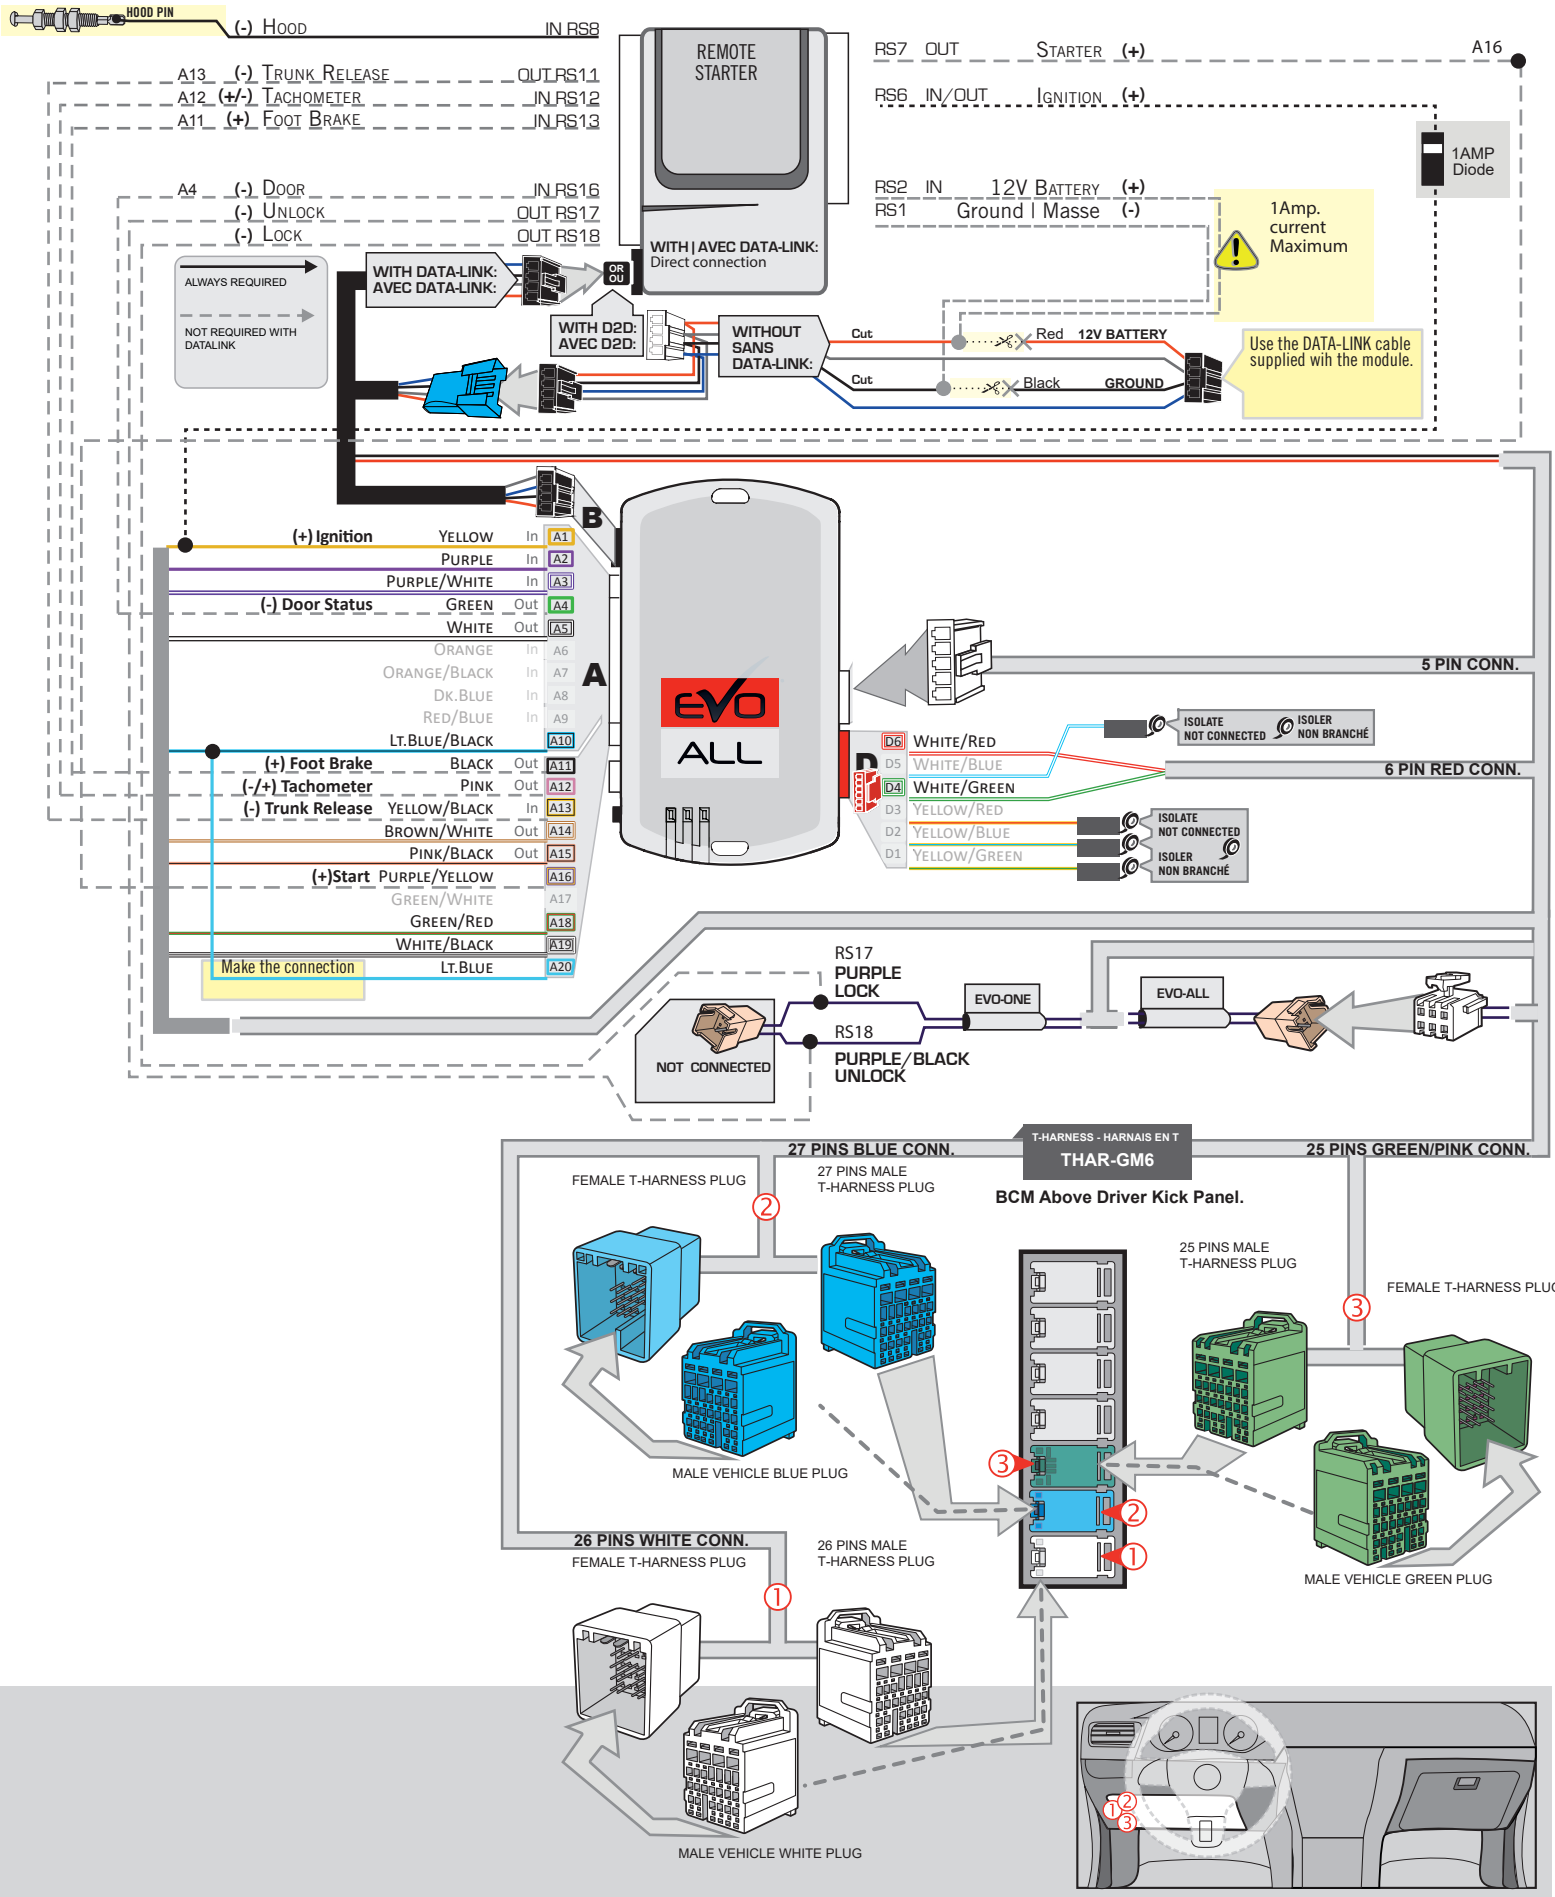 HOOD PIN
(-) HOOD IN RS8
A13 (-) TRUNK RELEASE OUT RS11
A12 (+/-) TACHOMETER IN RS12
A11 (+) FOOT BRAKE IN RS13
A4 (-) DOOR IN RS16
(-) UNLOCK OUT RS17
(-) LOCK OUT RS18
REMOTE
STARTER
WITH | AVEC DATA-LINK:
Direct connection
RS7 OUT STARTER (+) A16
RS6 IN/OUT IGNITION (+)
1AMP
Diode
RS2 IN 12V BATTERY (+)
RS1 Ground | Masse (-)
1Amp.
current
Maximum
ALWAYS REQUIRED
NOT REQUIRED WITH
DATALINK
WITH DATA-LINK:
AVEC DATA-LINK:
OR
OU
WITH D2D:
AVEC D2D:
WITHOUT
SANS
DATA-LINK:
Cut Red 12V BATTERY
Cut Black GROUND
Use the DATA-LINK cable
supplied wih the module.
B
(+) Ignition YELLOW In A1
PURPLE In A2
PURPLE/WHITE In A3
(-) Door Status GREEN Out A4
WHITE Out A5
ORANGE In A6
ORANGE/BLACK In A7
DK.BLUE In A8
RED/BLUE In A9
LT.BLUE/BLACK A10
(+) Foot Brake BLACK Out A11
(-/+) Tachometer PINK Out A12
(-) Trunk Release YELLOW/BLACK In A13
BROWN/WHITE Out A14
PINK/BLACK Out A15
(+)Start PURPLE/YELLOW A16
GREEN/WHITE A17
GREEN/RED A18
WHITE/BLACK A19
Make the connection LT.BLUE A20
A
EVO
ALL
5 PIN CONN.
D
D6 WHITE/RED
D5 WHITE/BLUE
D4 WHITE/GREEN
D3 YELLOW/RED
D2 YELLOW/BLUE
D1 YELLOW/GREEN
ISOLATE
NOT CONNECTED
ISOLER
NON BRANCHÉ
6 PIN RED CONN.
ISOLATE
NOT CONNECTED
ISOLER
NON BRANCHÉ
RS17
PURPLE
LOCK
RS18
PURPLE/BLACK
UNLOCK
NOT CONNECTED
EVO-ONE
EVO-ALL
T-HARNESS - HARNAIS EN T
THAR-GM6
27 PINS BLUE CONN.
25 PINS GREEN/PINK CONN.
BCM Above Driver Kick Panel.
FEMALE T-HARNESS PLUG
2
27 PINS MALE
T-HARNESS PLUG
MALE VEHICLE BLUE PLUG
25 PINS MALE
T-HARNESS PLUG
3
FEMALE T-HARNESS PLUG
MALE VEHICLE GREEN PLUG
3
2
1
26 PINS WHITE CONN.
FEMALE T-HARNESS PLUG
1
26 PINS MALE
T-HARNESS PLUG
MALE VEHICLE WHITE PLUG
1
2
3